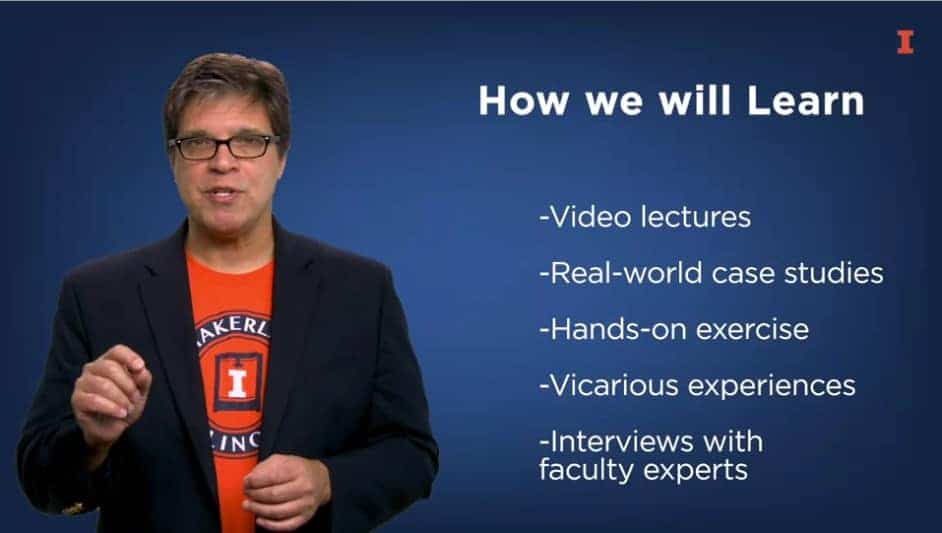 I
How we will Learn
-Video lectures
-Real-world case studies
-Hands-on exercise
-Vicarious experiences
-Interviews with
faculty experts
AKERL
I
LINO